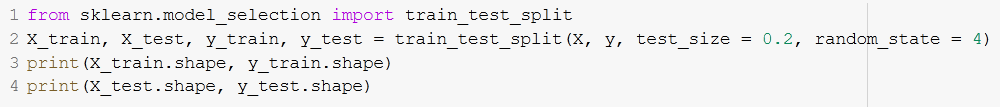 1 from sklearn.model_selection import train_test_split
2 X_train, X_test, y_train, y_test = train_test_split(X, y, test_size = 0.2, random_state = 4)
3 print(X_train.shape, y_train.shape)
4 print(X_test.shape, y_test.shape)